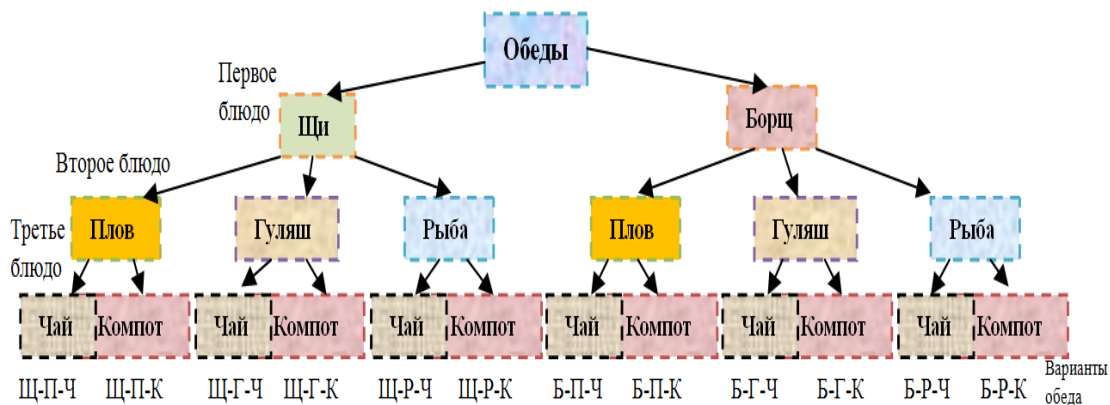 Обеды
Первое
блюдо
Щи
Борщ
Второе блюдо
Плов
Гуляш
Рыба
Плов
Гуляш
Рыба
Третье
блюдо
Чай Компот Чай Компот Чай Компот Чай Компот Чай Компот Чай Компот
Щ-П-Ч Щ-П-К Щ-Г-Ч Щ-Г-К Щ-Р-Ч Щ-Р-К Б-П-Ч Б-П-К Б-Г-Ч Б-Г-К Б-Р-Ч Б-Р-К
Варианты
обеда